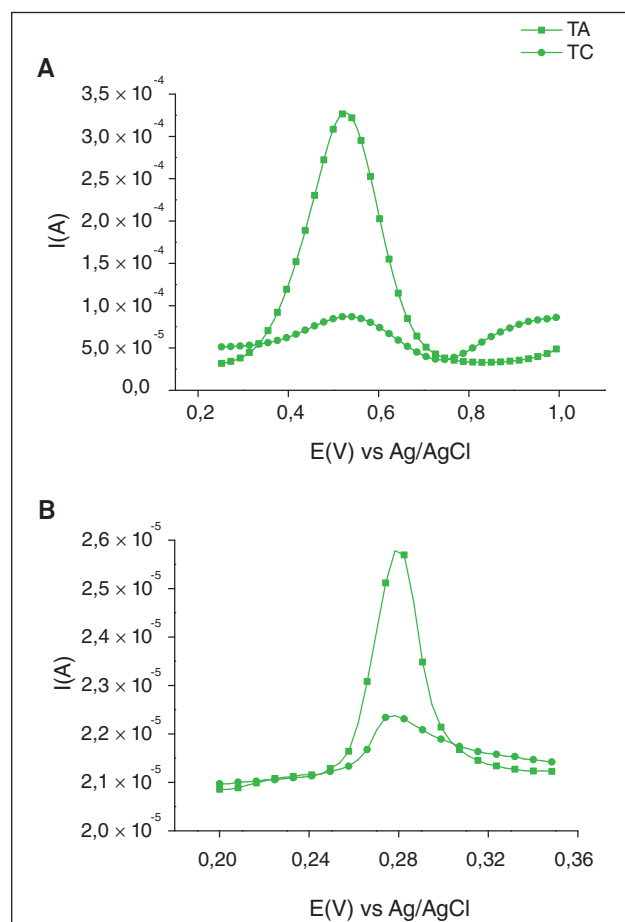 TA
TC
A
3,5 × 10⁻⁴
3,0 × 10⁻⁴
2,5 × 10⁻⁴
2,0 × 10⁻⁴
1,5 × 10⁻⁴
1,0 × 10⁻⁴
5,0 × 10⁻⁵
0,0
I(A)
0,2 0,4 0,6 0,8 1,0
E(V) vs Ag/AgCl
B
2,6 × 10⁻⁵
2,5 × 10⁻⁵
2,4 × 10⁻⁵
2,3 × 10⁻⁵
2,2 × 10⁻⁵
2,1 × 10⁻⁵
2,0 × 10⁻⁵
I(A)
0,20 0,24 0,28 0,32 0,36
E(V) vs Ag/AgCl